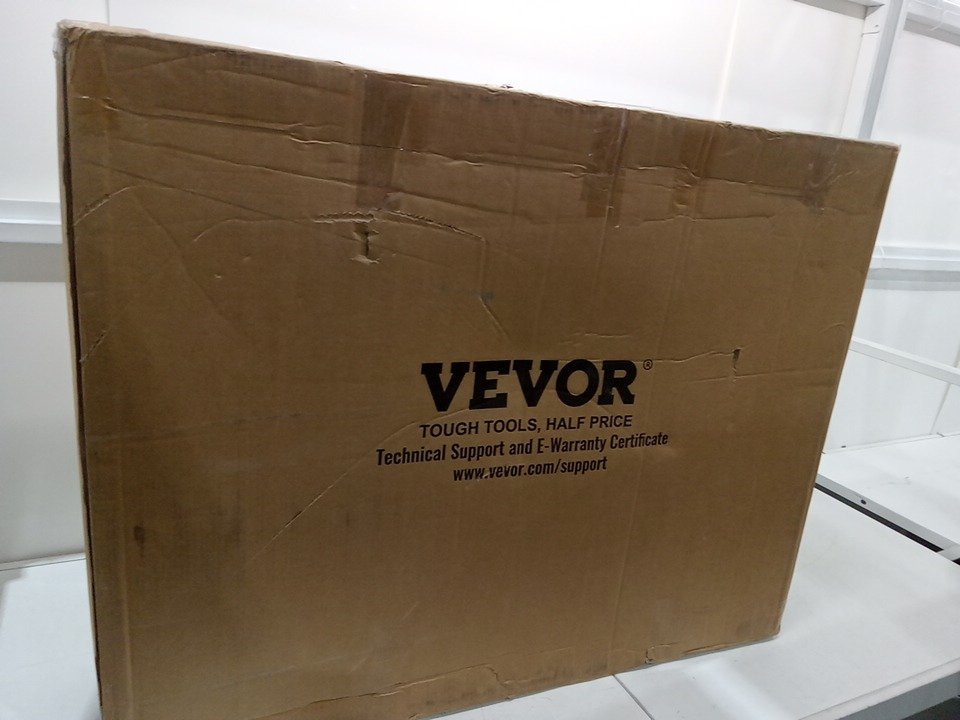 VEVOR®
TOUGH TOOLS, HALF PRICE
Technical Support and E-Warranty Certificate
www.vevor.com/support